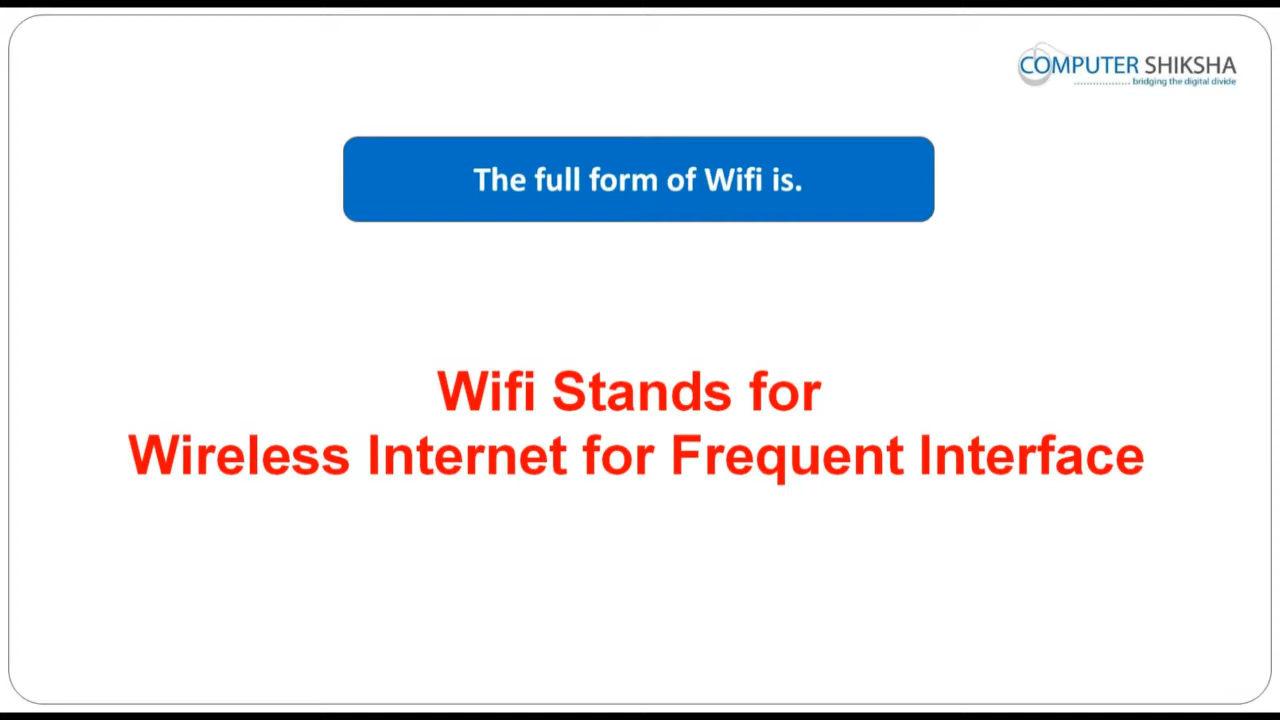 COMPUTER SHIKSHA
bridging the digital divide
The full form of Wifi is.
Wifi Stands for
Wireless Internet for Frequent Interface